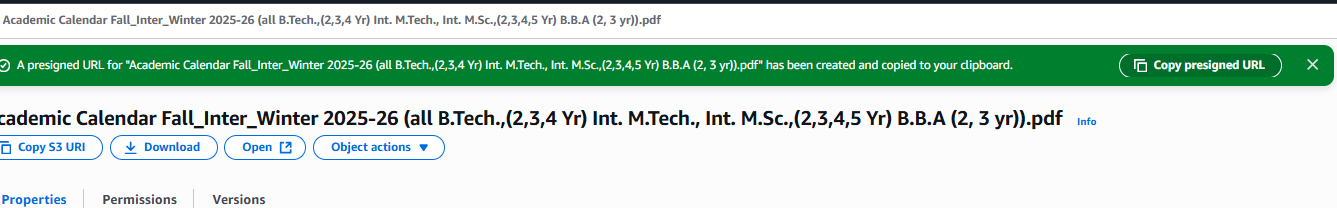 Academic Calendar Fall_Inter_Winter 2025-26 (all B.Tech.,(2,3,4 Yr) Int. M.Tech., Int. M.Sc.,(2,3,4,5 Yr) B.B.A (2, 3 yr)).pdf
A presigned URL for "Academic Calendar Fall_Inter_Winter 2025-26 (all B.Tech.,(2,3,4 Yr) Int. M.Tech., Int. M.Sc.,(2,3,4,5 Yr) B.B.A (2, 3 yr)).pdf" has been created and copied to your clipboard. Copy presigned URL
cademic Calendar Fall_Inter_Winter 2025-26 (all B.Tech.,(2,3,4 Yr) Int. M.Tech., Int. M.Sc.,(2,3,4,5 Yr) B.B.A (2, 3 yr)).pdf Info
Copy S3 URI Download Open Object actions
Properties Permissions Versions